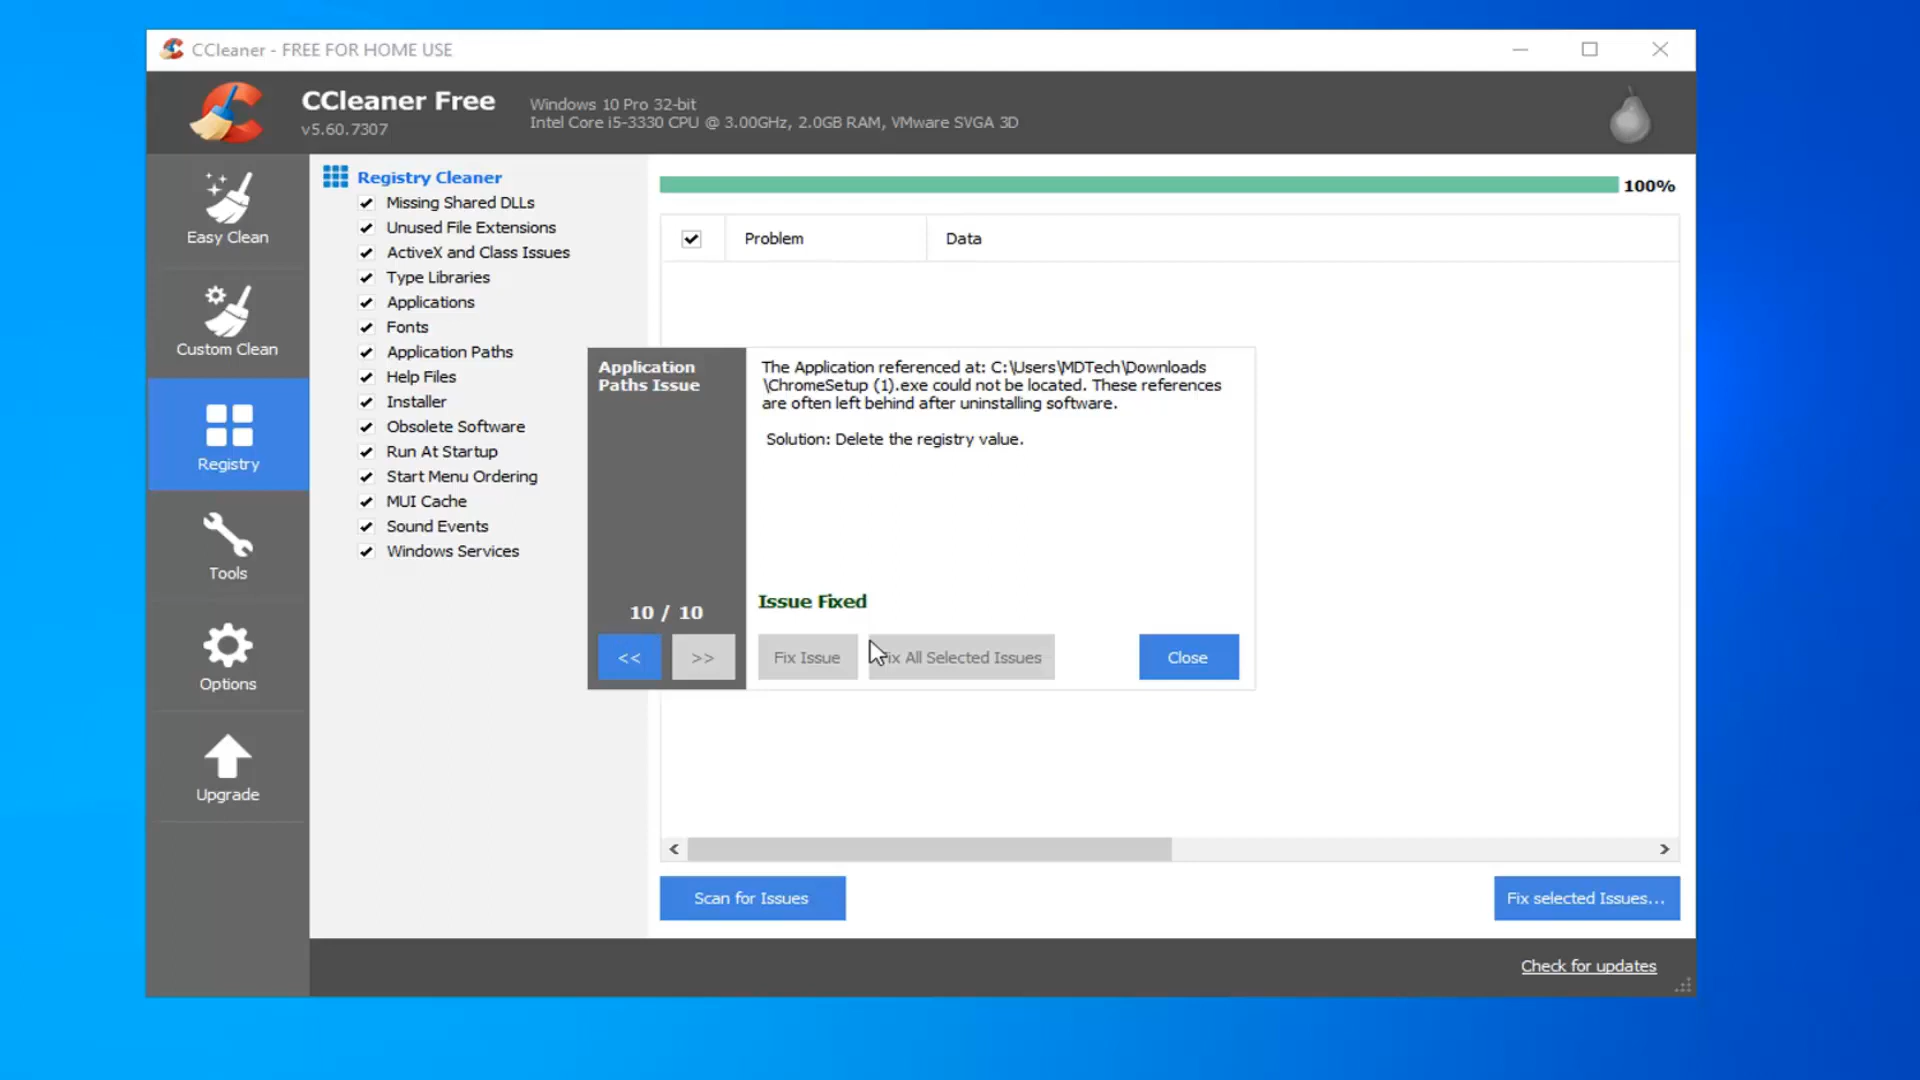 CCleaner - FREE FOR HOME USE
CCleaner Free
v5.60.7307
Windows 10 Pro 32-bit
Intel Core i5-3330 CPU @ 3.00GHz, 2.0GB RAM, VMware SVGA 3D
Easy Clean
Custom Clean
Registry
Tools
Options
Upgrade
Registry Cleaner
Missing Shared DLLs
Unused File Extensions
ActiveX and Class Issues
Type Libraries
Applications
Fonts
Application Paths
Help Files
Installer
Obsolete Software
Run At Startup
Start Menu Ordering
MUI Cache
Sound Events
Windows Services
100%
Problem
Data
Application
Paths Issue
10 / 10
<<
>>
The Application referenced at: C:\Users\MDTech\Downloads
\ChromeSetup (1).exe could not be located. These references
are often left behind after uninstalling software.
Solution: Delete the registry value.
Issue Fixed
Fix Issue
Fix All Selected Issues
Close
Scan for Issues
Fix selected Issues...
Check for updates